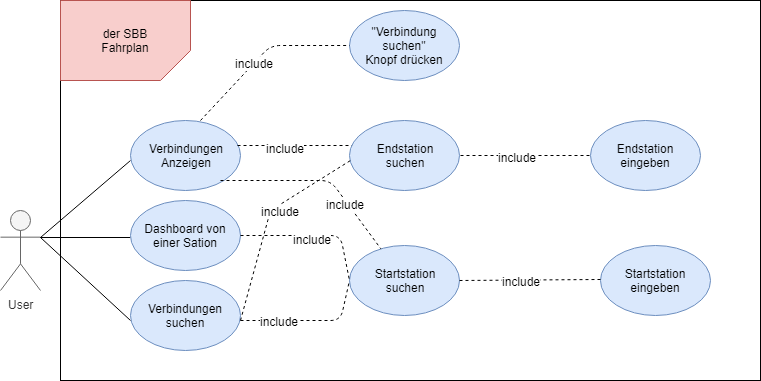 der SBB
Fahrplan
"Verbindung
suchen"
Knopf drücken
include
Verbindungen
Anzeigen
include
Endstation
suchen
include
Endstation
eingeben
include
include
Dashboard von
einer Sation
include
User
Startstation
suchen
include
Startstation
eingeben
Verbindungen
suchen
include